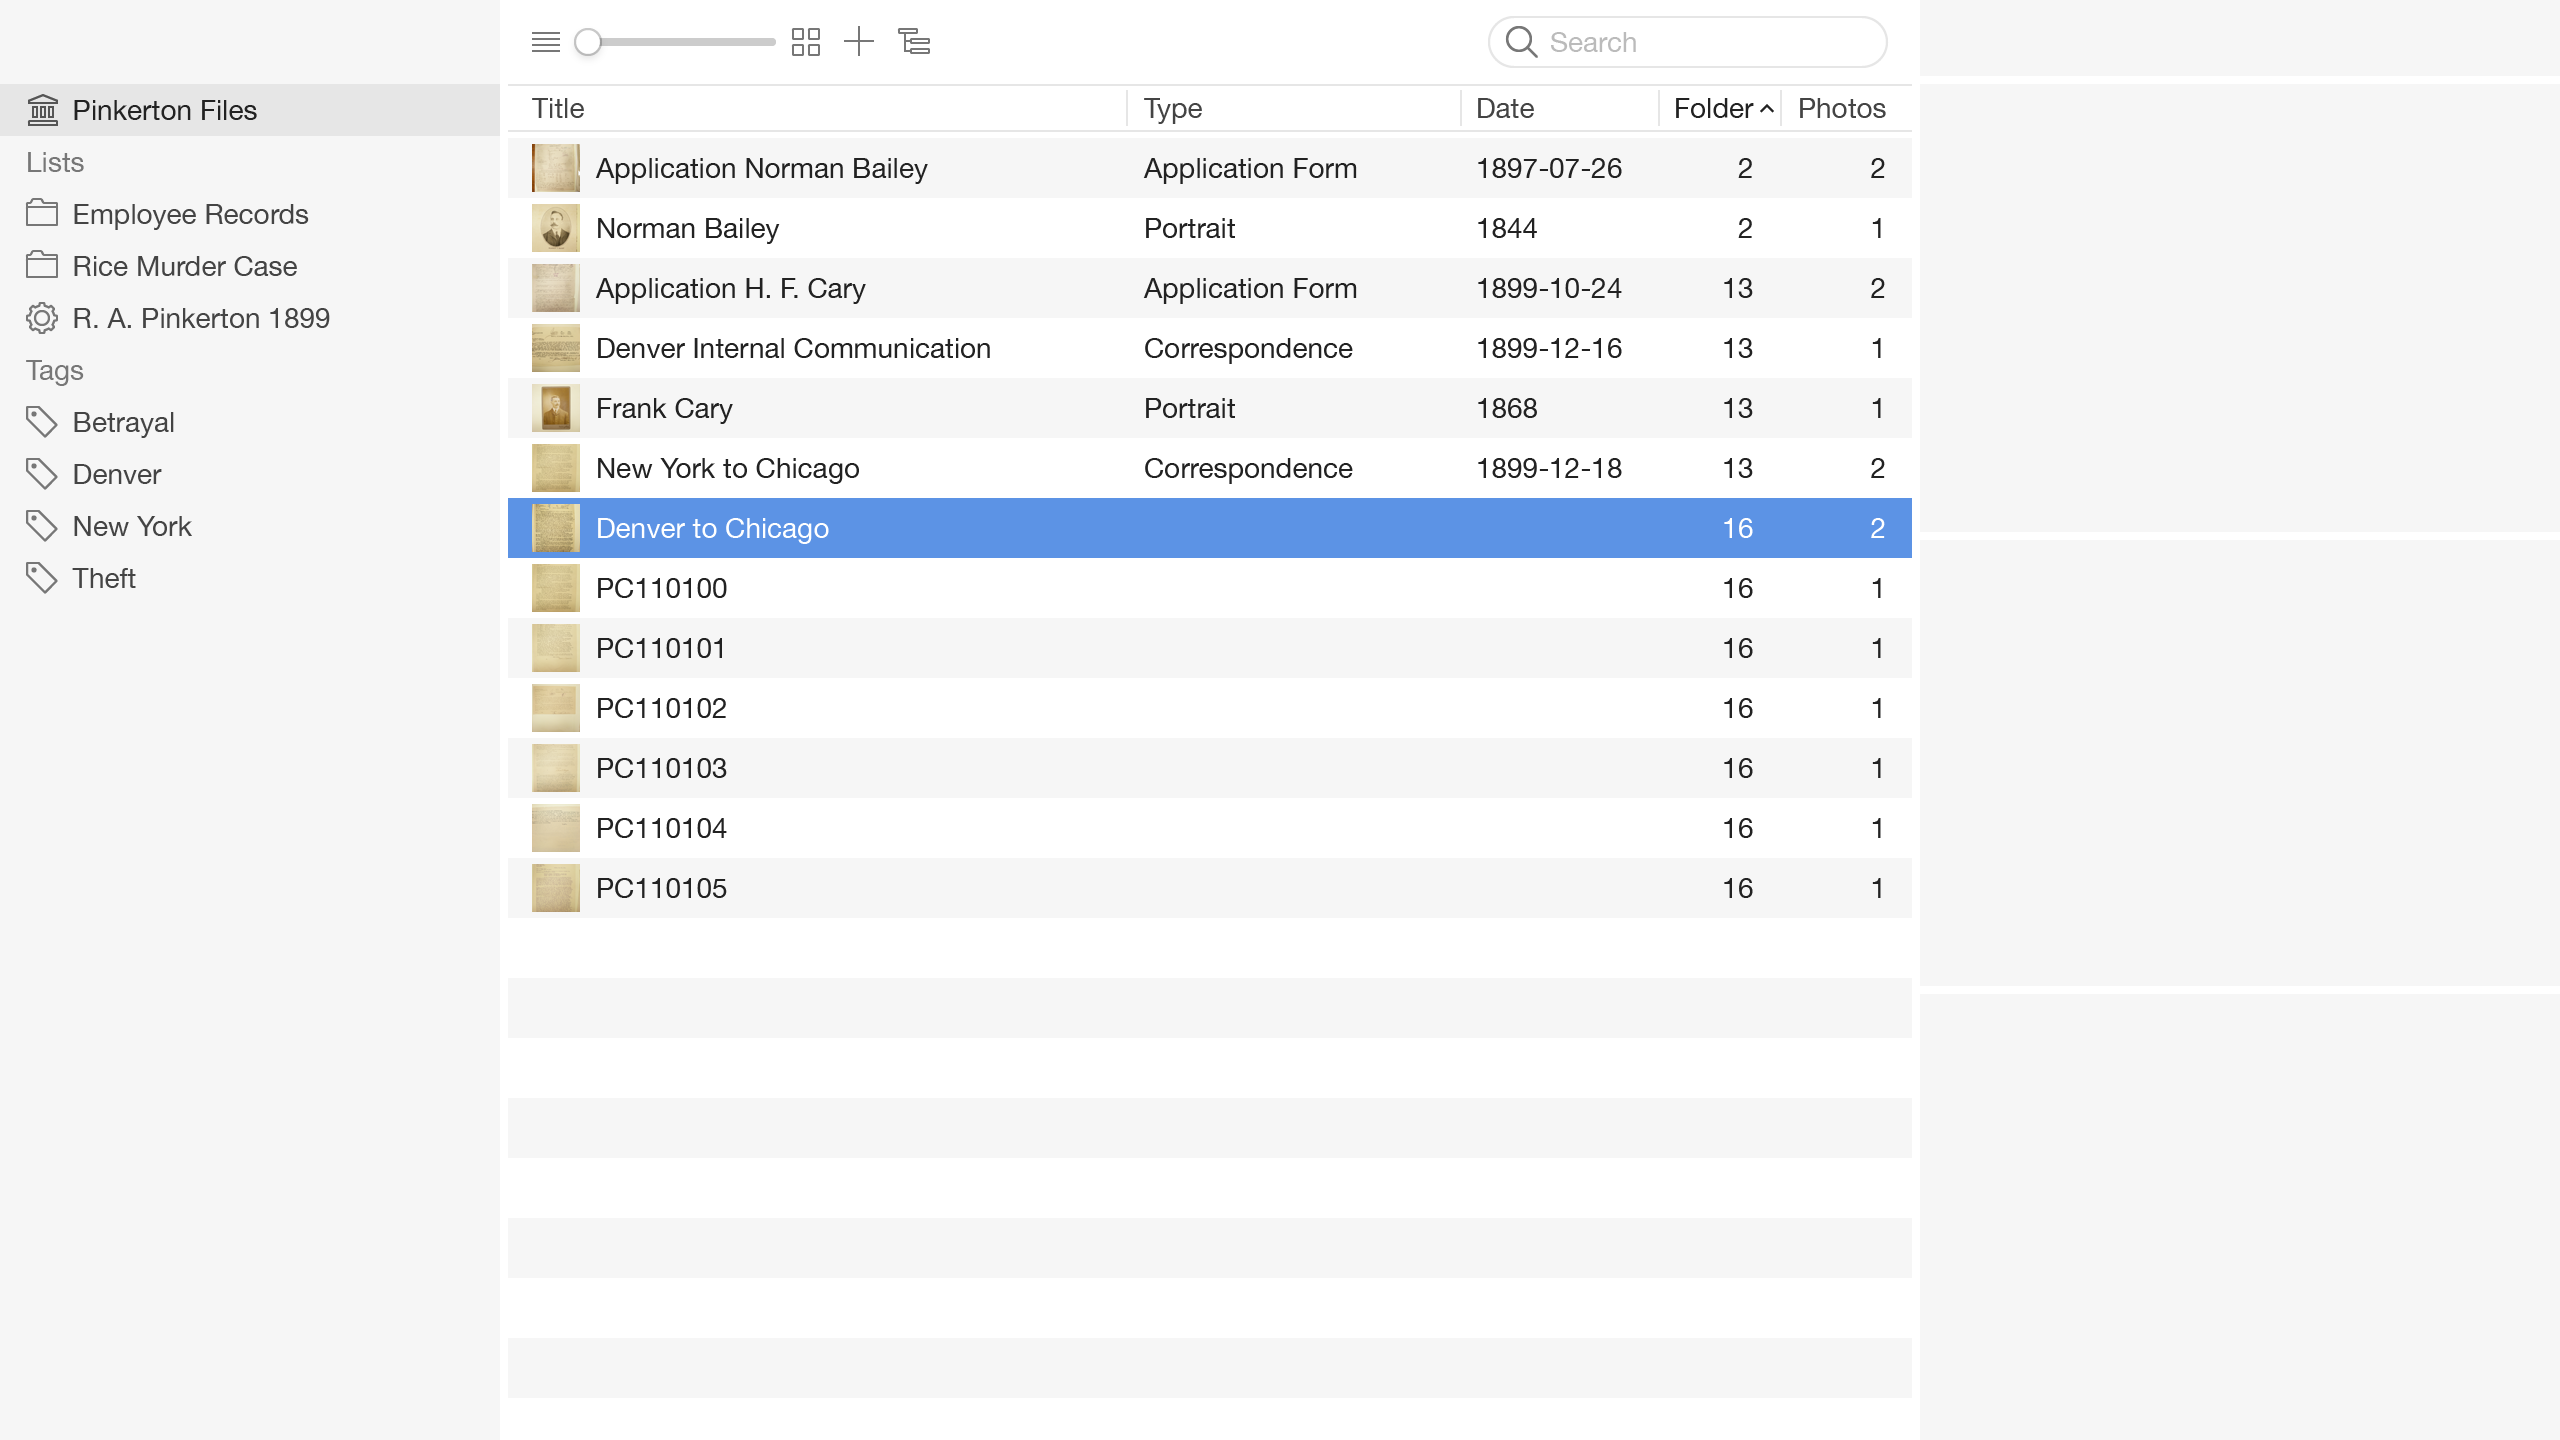 Search
Pinkerton Files
Lists
Employee Records
Rice Murder Case
R. A. Pinkerton 1899
Tags
Betrayal
Denver
New York
Theft
Title Type Date Folder Photos
Application Norman Bailey Application Form 1897-07-26 2 2
Norman Bailey Portrait 1844 2 1
Application H. F. Cary Application Form 1899-10-24 13 2
Denver Internal Communication Correspondence 1899-12-16 13 1
Frank Cary Portrait 1868 13 1
New York to Chicago Correspondence 1899-12-18 13 2
Denver to Chicago 16 2
PC110100 16 1
PC110101 16 1
PC110102 16 1
PC110103 16 1
PC110104 16 1
PC110105 16 1